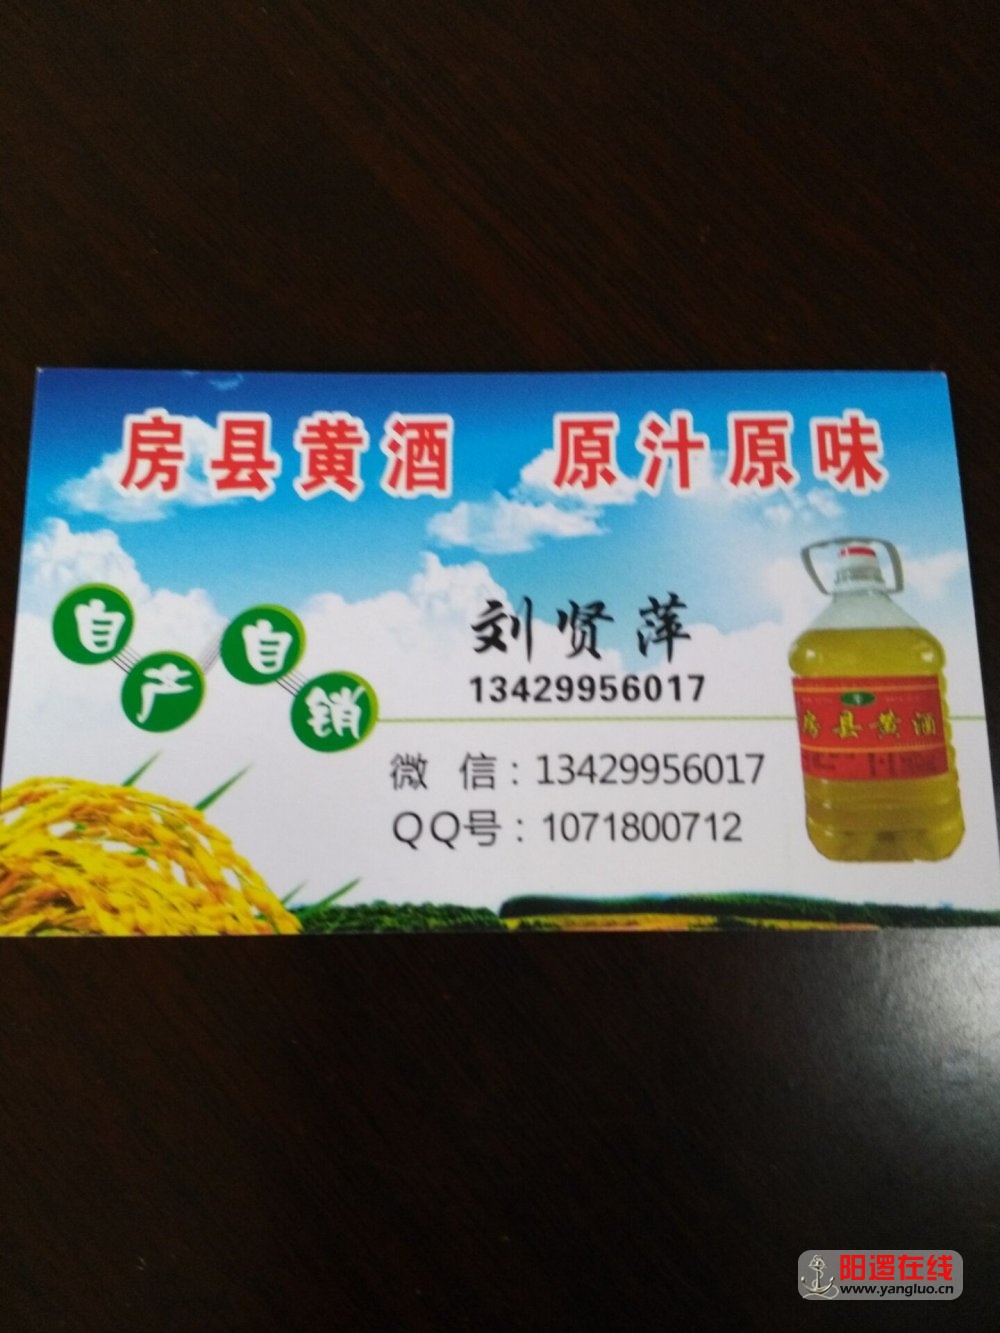 房县黄酒 原汁原味
自产自销
刘贤萍
13429956017
微 信：13429956017
QQ号：1071800712
房县黄酒
阳逻在线
www.yangluo.cn